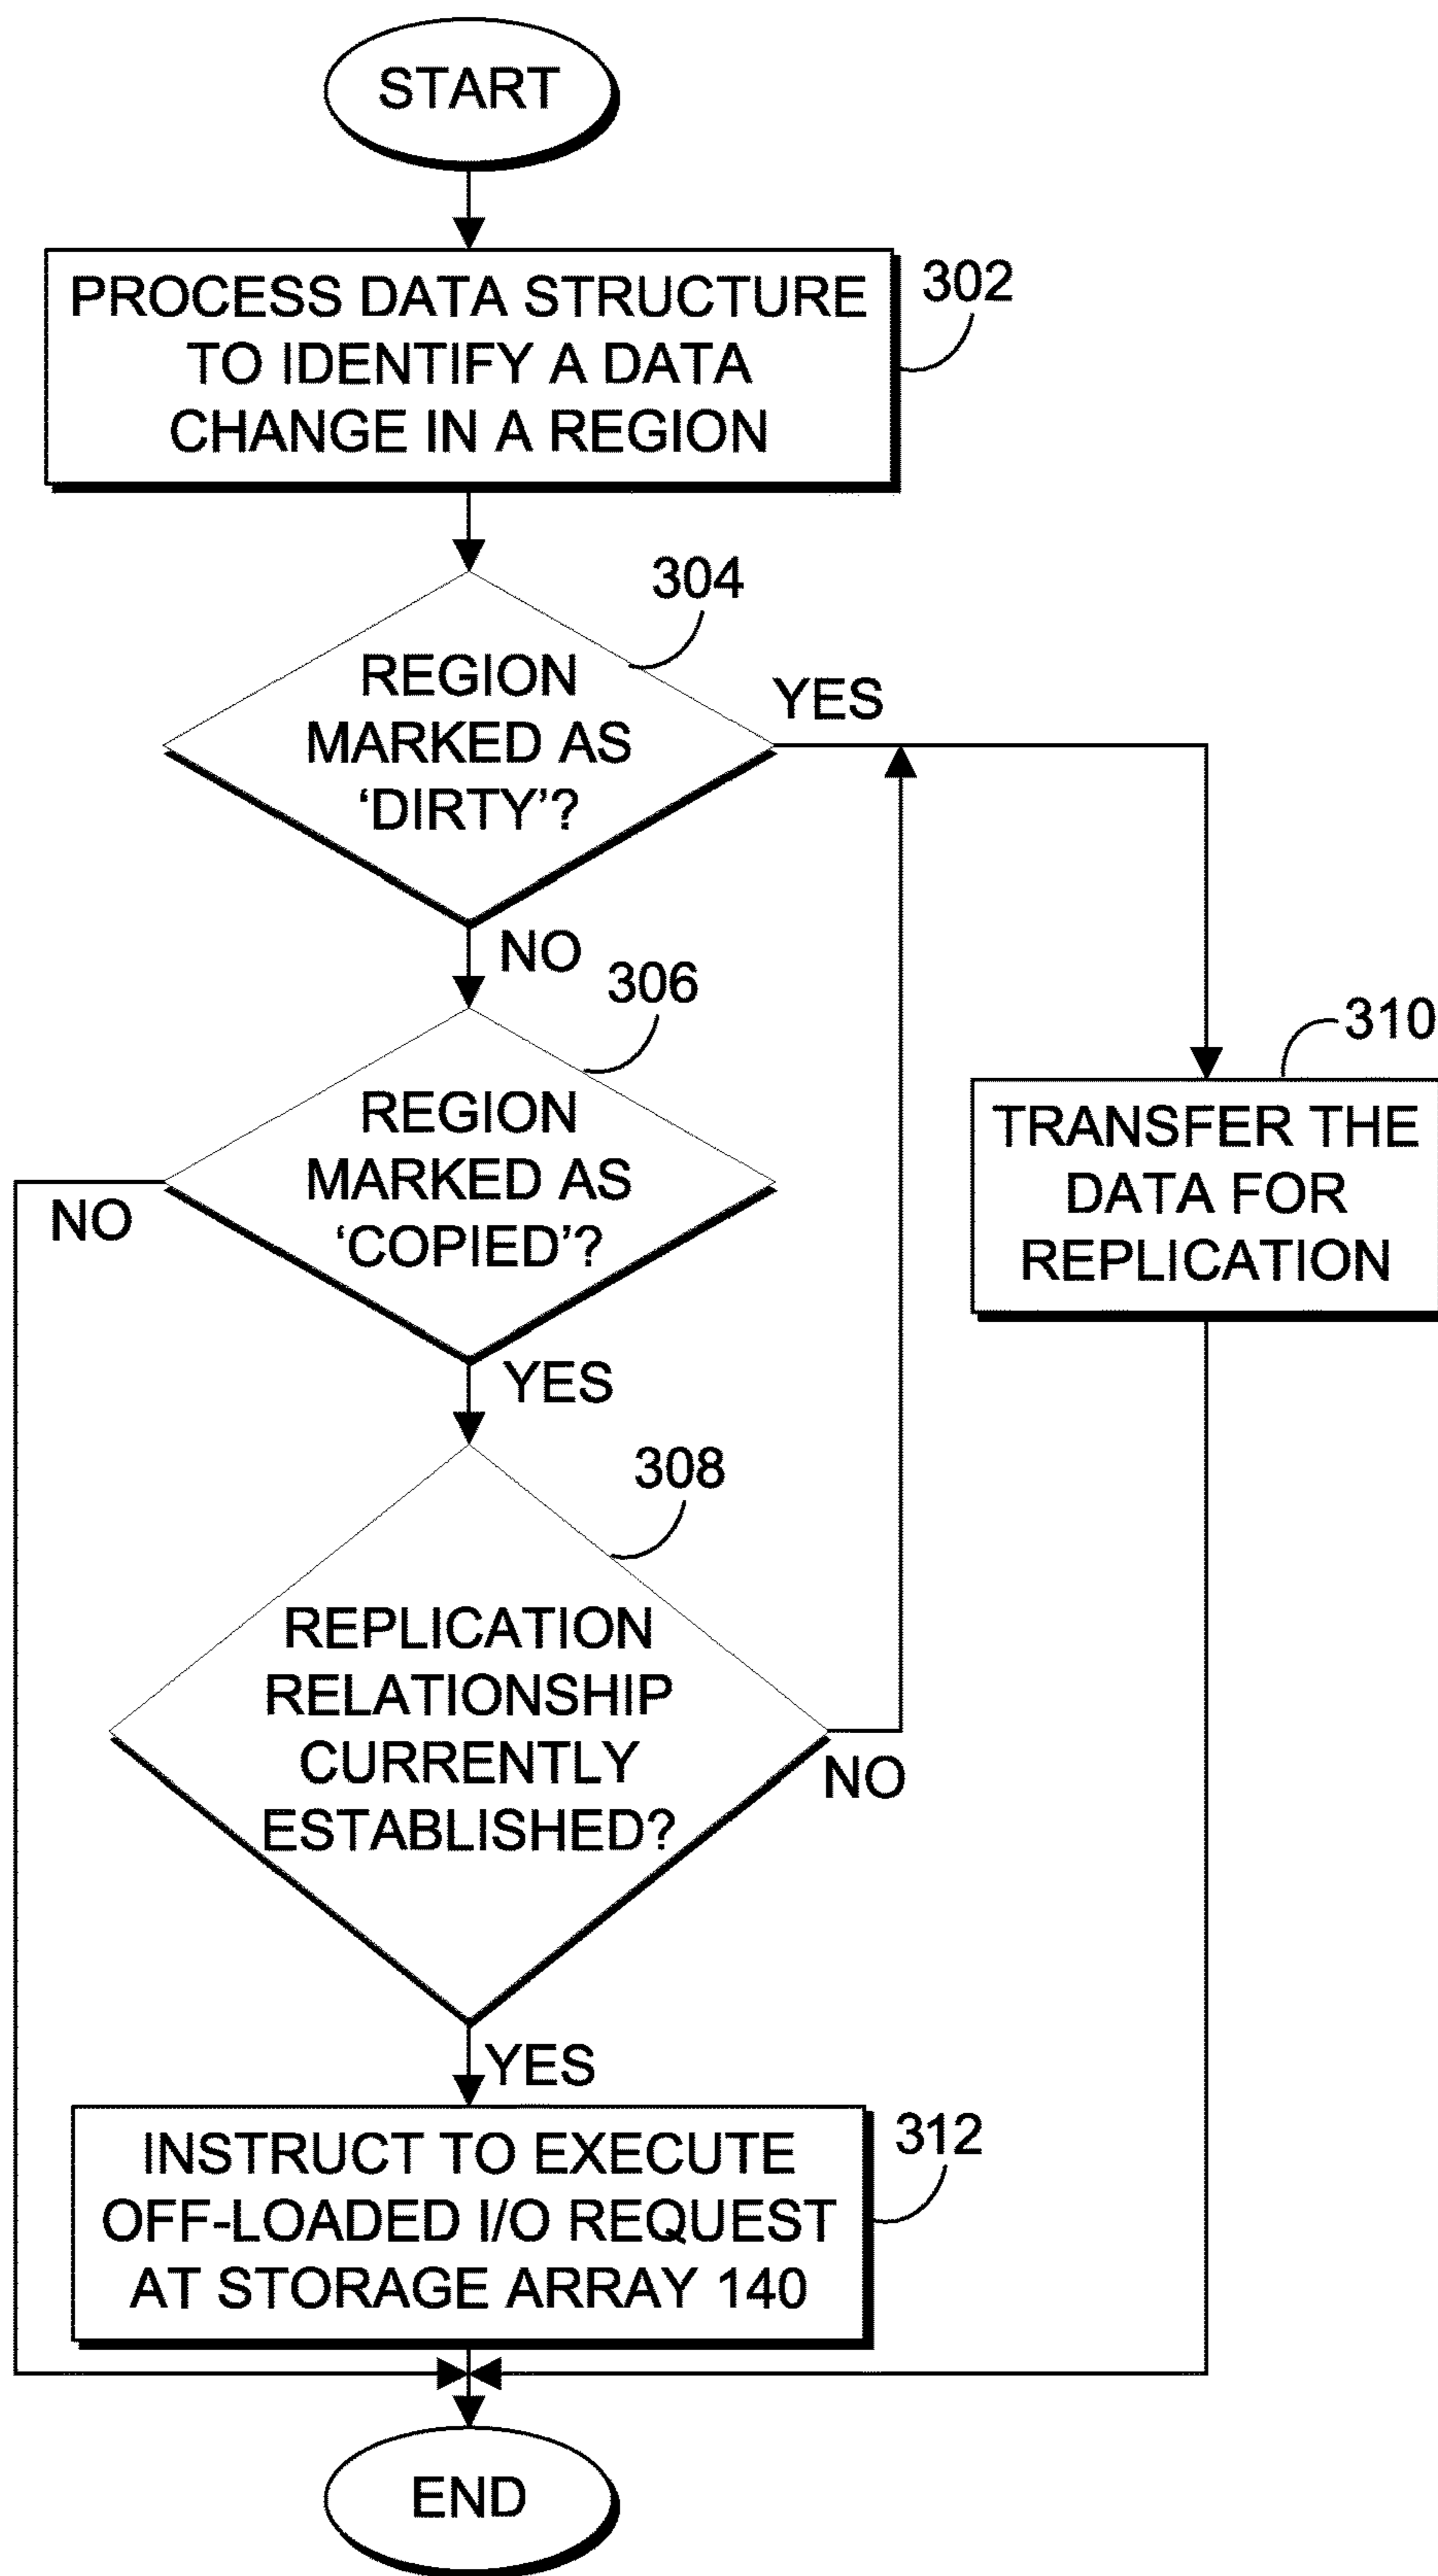 START
PROCESS DATA STRUCTURE
TO IDENTIFY A DATA
CHANGE IN A REGION
302
304
REGION
MARKED AS
‘DIRTY’?
YES
NO
306
REGION
MARKED AS
‘COPIED’?
NO
YES
310
TRANSFER THE
DATA FOR
REPLICATION
308
REPLICATION
RELATIONSHIP
CURRENTLY
ESTABLISHED?
NO
YES
INSTRUCT TO EXECUTE
OFF-LOADED I/O REQUEST
AT STORAGE ARRAY 140
312
END